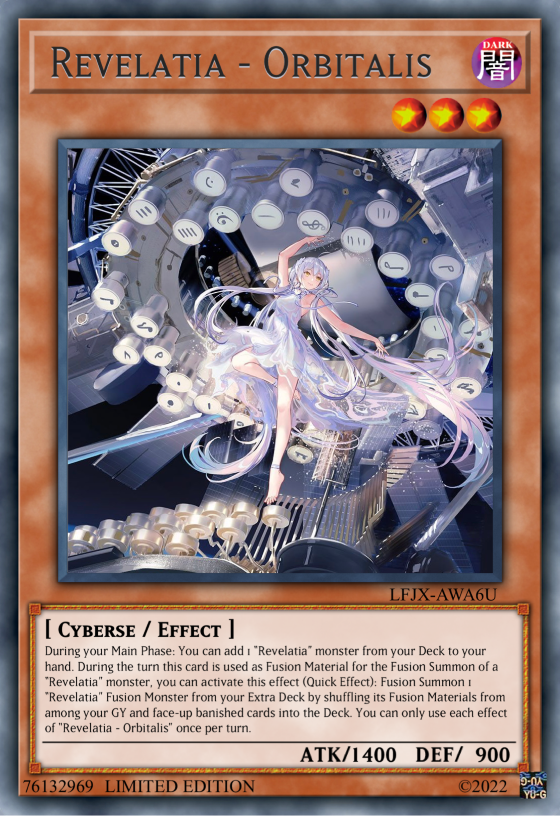 Revelatia - Orbitalis
DARK
闇
LFJX-AWA6U
[ Cyberse / Effect ]
During your Main Phase: You can add 1 "Revelatia" monster from your Deck to your
hand. During the turn this card is used as Fusion Material for the Fusion Summon of a
"Revelatia" monster, you can activate this effect (Quick Effect): Fusion Summon 1
"Revelatia" Fusion Monster from your Extra Deck by shuffling its Fusion Materials from
among your GY and face-up banished cards into the Deck. You can only use each effect
of "Revelatia - Orbitalis" once per turn.
ATK/1400 DEF/ 900
76132969 LIMITED EDITION ©2022
YU-G